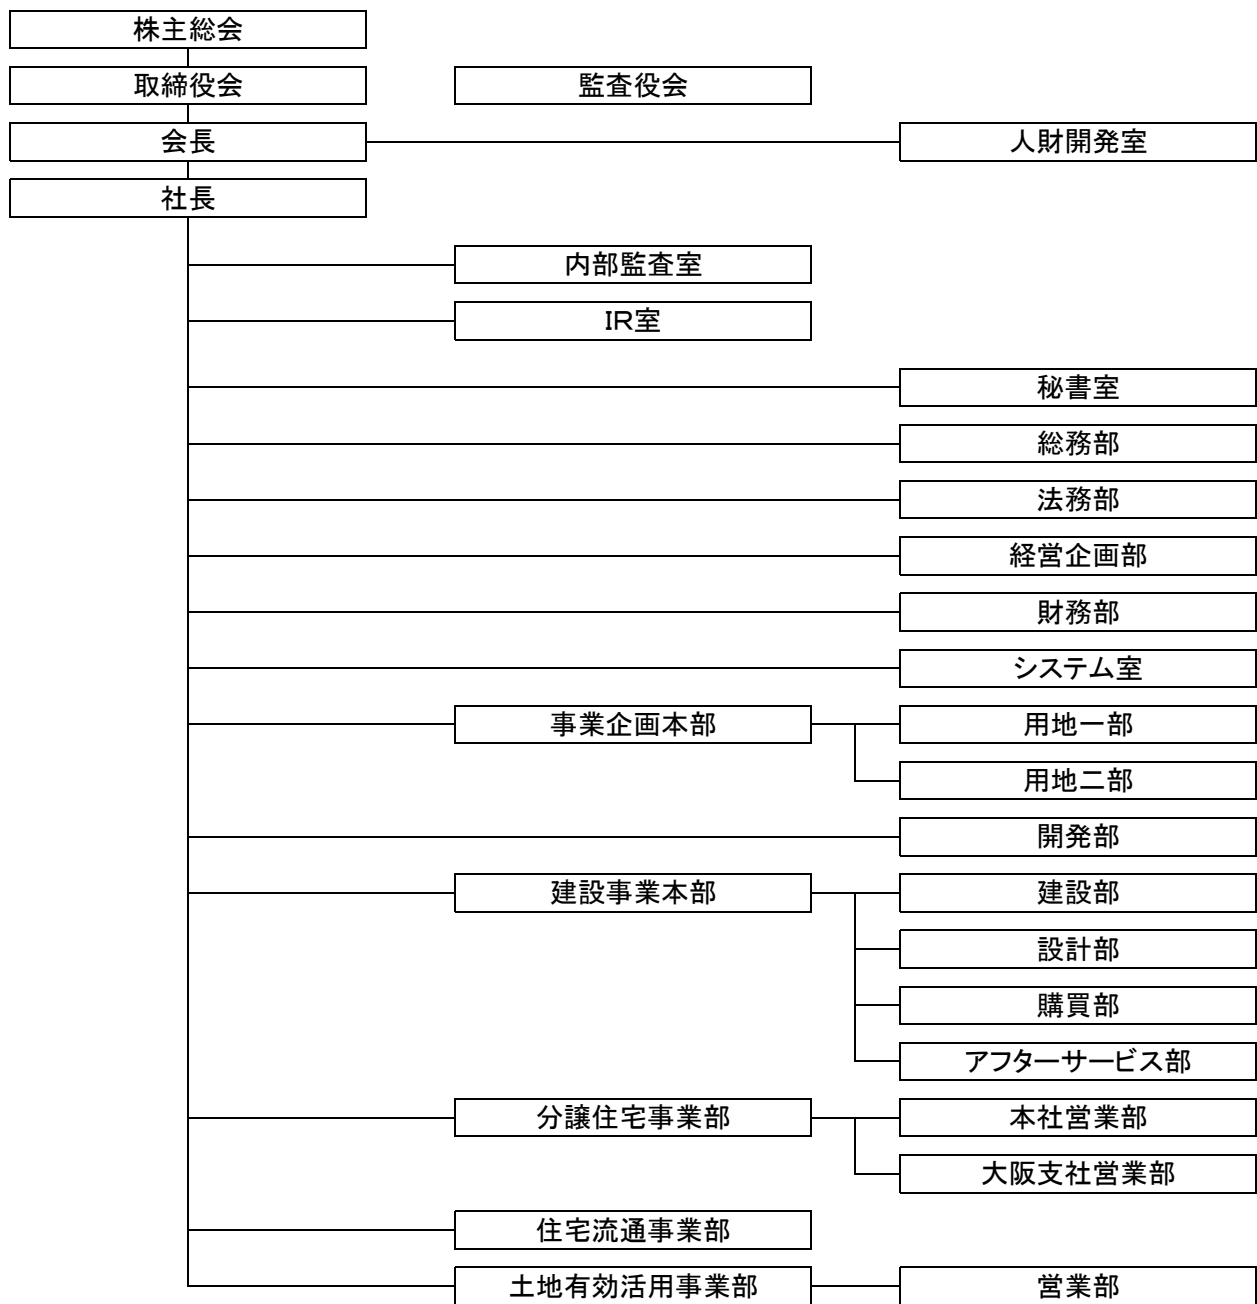 株主総会
取締役会
監査役会
会長
人財開発室
社長
内部監査室
IR室
秘書室
総務部
法務部
経営企画部
財務部
システム室
事業企画本部
用地一部
用地二部
開発部
建設事業本部
建設部
設計部
購買部
アフターサービス部
分譲住宅事業部
本社営業部
大阪支社営業部
住宅流通事業部
土地有効活用事業部
営業部